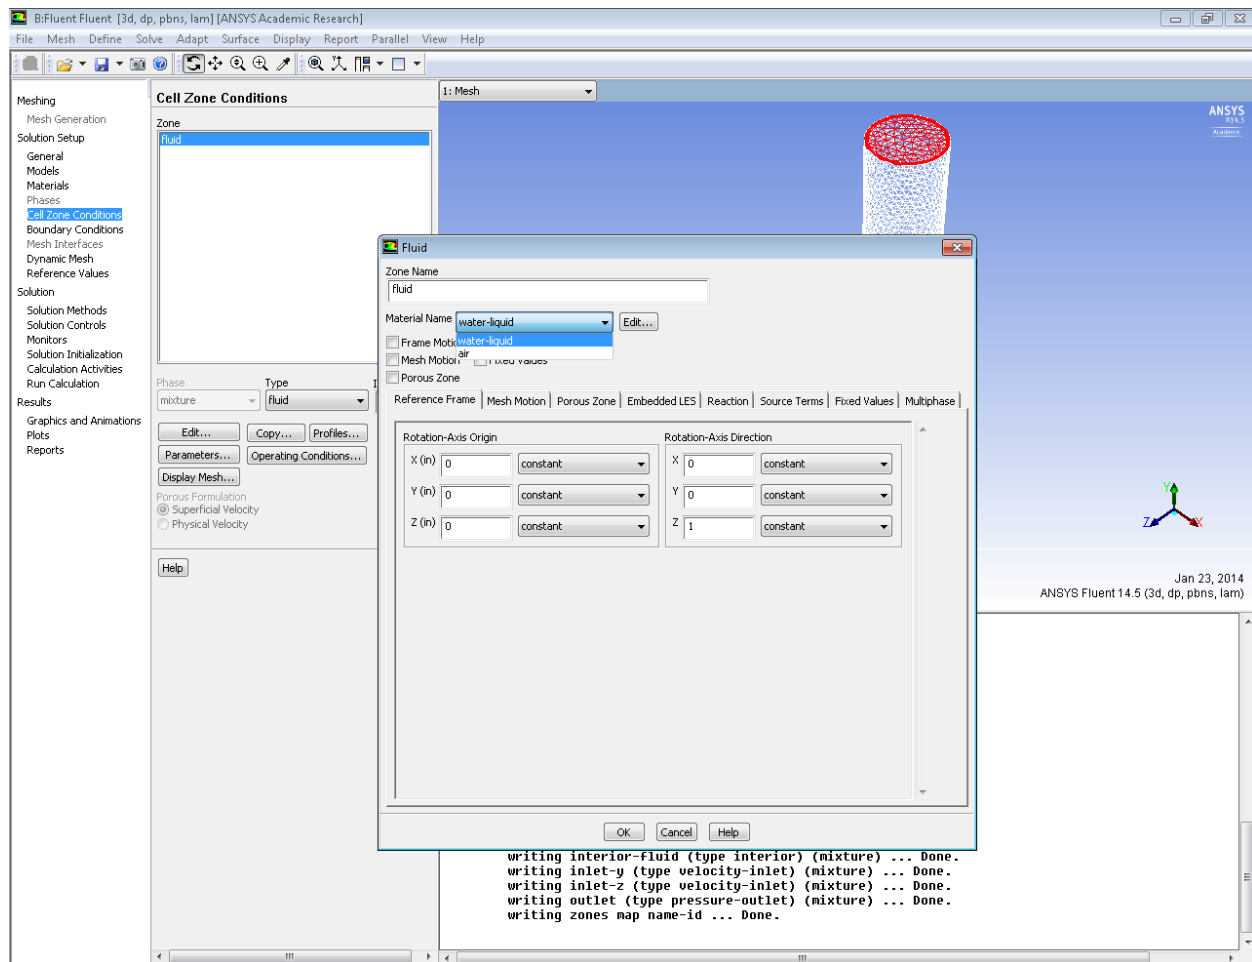 B:Fluent Fluent [3d, dp, pbns, lam] [ANSYS Academic Research]
File Mesh Define Solve Adapt Surface Display Report Parallel View Help
Meshing
Mesh Generation
Solution Setup
General
Models
Materials
Phases
Cell Zone Conditions
Boundary Conditions
Mesh Interfaces
Dynamic Mesh
Reference Values
Solution
Solution Methods
Solution Controls
Monitors
Solution Initialization
Calculation Activities
Run Calculation
Results
Graphics and Animations
Plots
Reports
Cell Zone Conditions
Zone
fluid
Phase Type
mixture fluid
Edit... Copy... Profiles...
Parameters... Operating Conditions...
Display Mesh...
Porous Formulation
Superficial Velocity
Physical Velocity
Help
1: Mesh
ANSYS
R14.5
Academic
Fluid
Zone Name
fluid
Material Name water-liquid Edit...
water-liquid
air
Frame Motio
Mesh Motion Fixed Values
Porous Zone
Reference Frame Mesh Motion Porous Zone Embedded LES Reaction Source Terms Fixed Values Multiphase
Rotation-Axis Origin Rotation-Axis Direction
X (in) 0 constant X 0 constant
Y (in) 0 constant Y 0 constant
Z (in) 0 constant Z 1 constant
OK Cancel Help
Y
Z X
Jan 23, 2014
ANSYS Fluent 14.5 (3d, dp, pbns, lam)
writing interior-fluid (type interior) (mixture) ... Done.
writing inlet-y (type velocity-inlet) (mixture) ... Done.
writing inlet-z (type velocity-inlet) (mixture) ... Done.
writing outlet (type pressure-outlet) (mixture) ... Done.
writing zones map name-id ... Done.